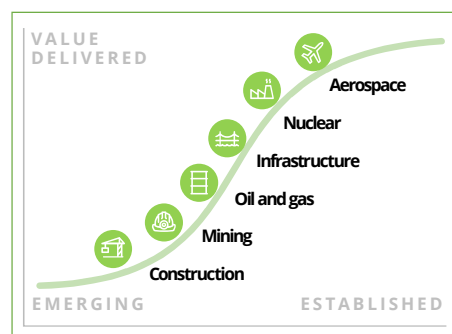 VALUE
DELIVERED
Aerospace
Nuclear
Infrastructure
Oil and gas
Mining
Construction
EMERGING
ESTABLISHED